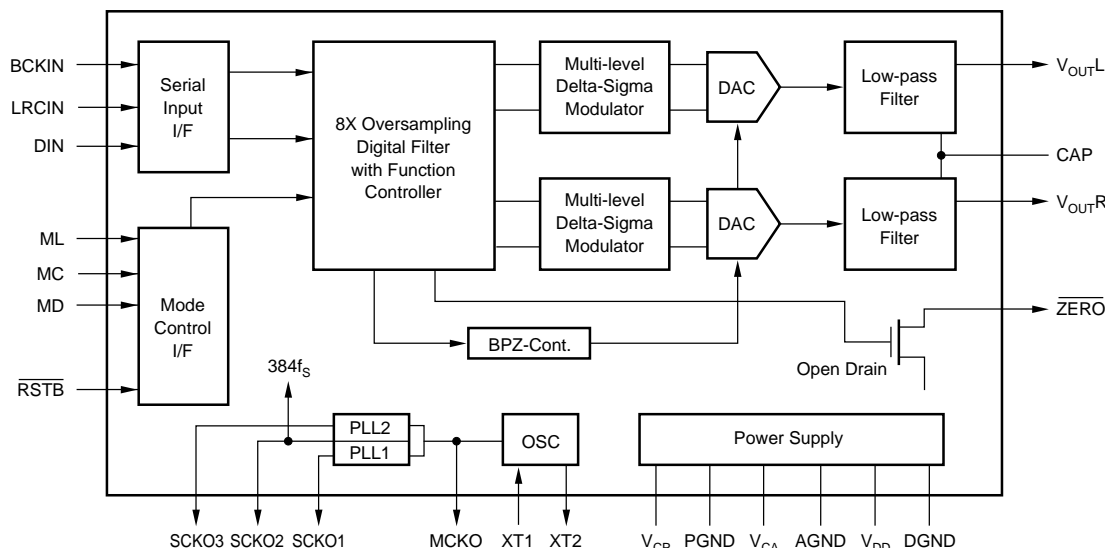 BCKIN
LRCIN
DIN
Serial
Input
I/F
8X Oversampling
Digital Filter
with Function
Controller
Multi-level
Delta-Sigma
Modulator
DAC
Low-pass
Filter
VOUTL
CAP
Multi-level
Delta-Sigma
Modulator
DAC
Low-pass
Filter
VOUTR
ML
MC
MD
RSTB
Mode
Control
I/F
BPZ-Cont.
Open Drain
ZERO
384fS
PLL2
PLL1
OSC
Power Supply
SCKO3
SCKO2
SCKO1
MCKO
XT1
XT2
VCP
PGND
VCA
AGND
VDD
DGND